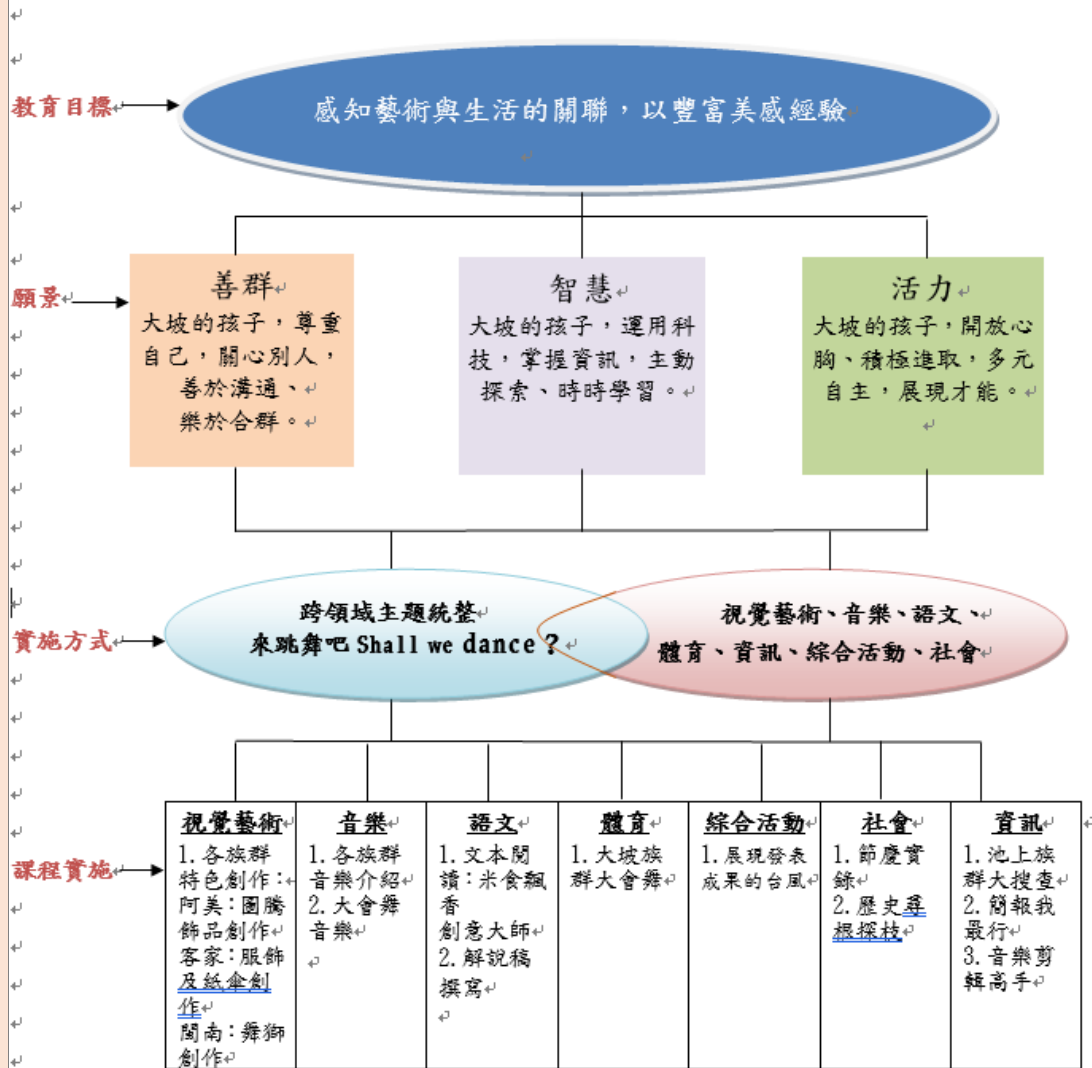 教育目標
感知藝術與生活的關聯，以豐富美感經驗
願景
善群
大坡的孩子，尊重
自己，關心別人，
善於溝通、
樂於合群。
智慧
大坡的孩子，運用科
技，掌握資訊，主動
探索、時時學習。
活力
大坡的孩子，開放心
胸、積極進取，多元
自主，展現才能。
實施方式
跨領域主題統整
來跳舞吧 Shall we dance？
視覺藝術、音樂、語文、
體育、資訊、綜合活動、社會
課程實施
視覺藝術
1.各族群
特色創作：
阿美：圖騰
飾品創作
客家：服飾
及紙傘創
作
閩南：舞獅
創作
音樂
1.各族群
音樂介紹
2.大會舞
音樂
語文
1.文本閱
讀：米食飄
香
創意大師
2.解說稿
撰寫
體育
1.大坡族
群大會舞
綜合活動
1.展現發表
成果的台風
社會
1.節慶實
錄
2.歷史尋
根探枝
資訊
1.池上族
群大搜查
2.簡報我
最行
3.音樂剪
輯高手